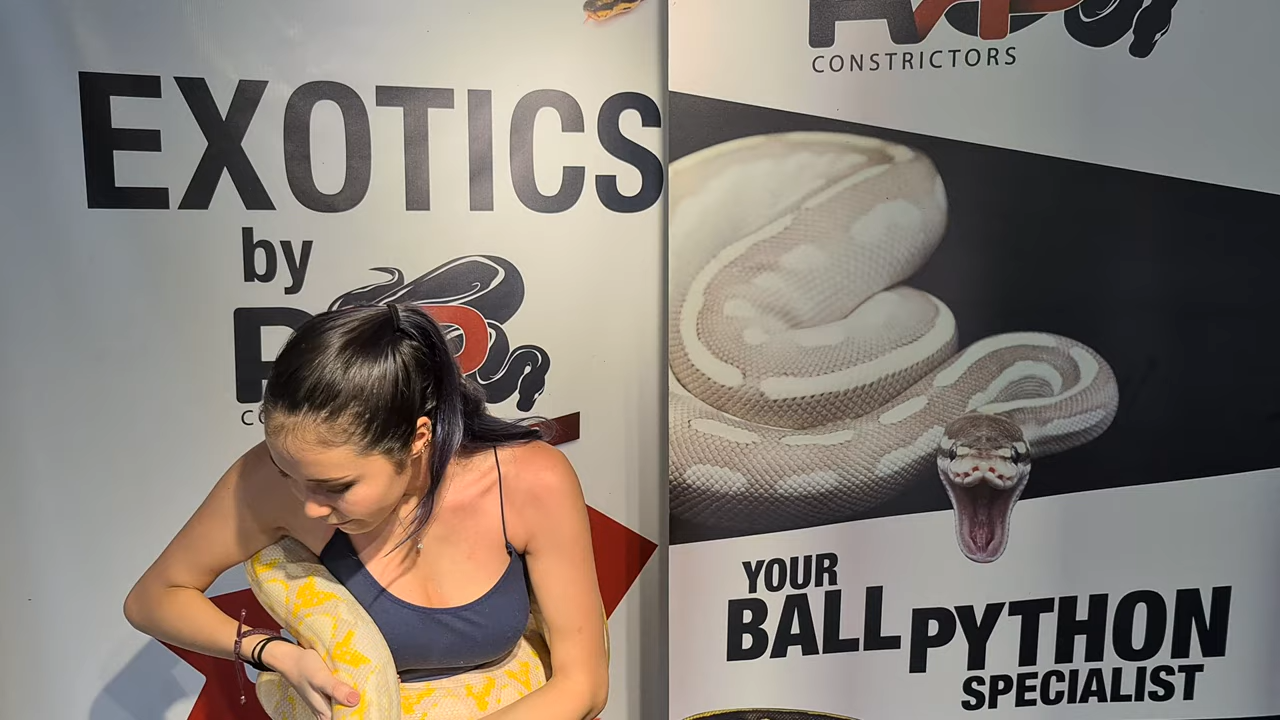 EXOTICS
by
CONSTRICTORS
YOUR
BALL PYTHON
SPECIALIST